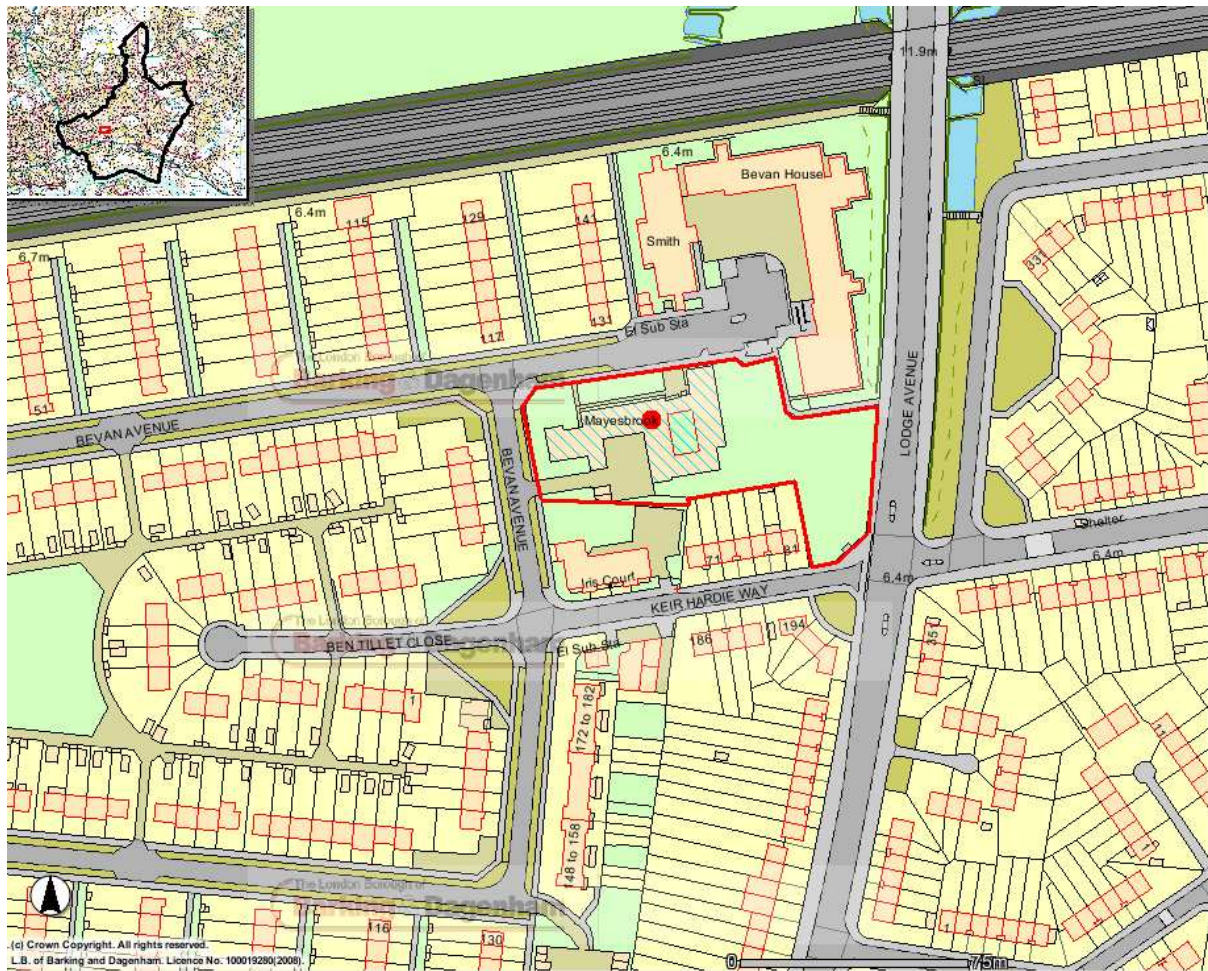 11.9m
6.4m
Bevan House
6.4m
115
129
141
Smith
6.7m
331
131
El Sub Sta
117
The London Borough of
Barking & Dagenham
51
Mayesbrook
BEVAN AVENUE
LODGE AVENUE
BEVAN AVENUE
Shelter
71
81
6.4m
Iris Court
6.4m
KEIR HARDIE WAY
The London Borough of
Barking & Dagenham
194
186
351
BEN TILLET CLOSE
El Sub Sta
1
172 to 182
11
148 to 158
1
The London Borough of
Barking & Dagenham
116
130
1
(c) Crown Copyright. All rights reserved.
L.B. of Barking and Dagenham. Licence No. 100019280(2008).
0
75m